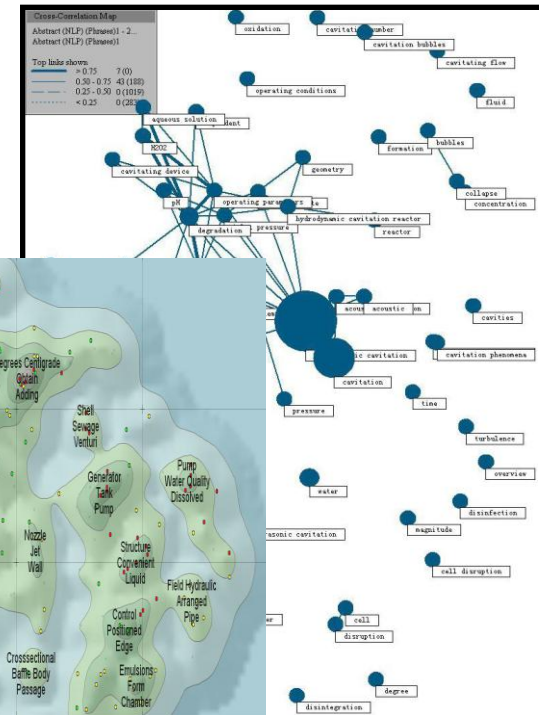 Cross-Correlation Map
Abstract (NLP) (Phrases)1 - 2...
Abstract (NLP) (Phrases)1
Top links shown
> 0.75 7 (0)
0.50 - 0.75 43 (188)
0.25 - 0.50 0 (1019)
< 0.25
oxidation
cavitation number
cavitation bubbles
cavitating flow
operating conditions
fluid
aqueous solution
H2O2
formation
bubbles
cavitating device
geometry
collapse
concentration
pH
operating parameters
hydrodynamic cavitation reactor
degradation
pressure
reactor
acoustic
cavities
cavitation
cavitation phenomena
pressure
time
turbulence
overview
water
disinfection
magnitude
cell disruption
cell
disruption
degree
disintegration
Centigrade
Obtain
Adding
Shell
Sewage
Venturi
Generator
Tank
Pump
Pump
Water Quality
Dissolved
Nozzle
Jet
Wall
Structure
Convenient
Liquid
Field Hydraulic
Arranged
Pipe
Control
Positioned
Edge
Crosssectional
Baffle Body
Passage
Emulsions
Form
Chamber